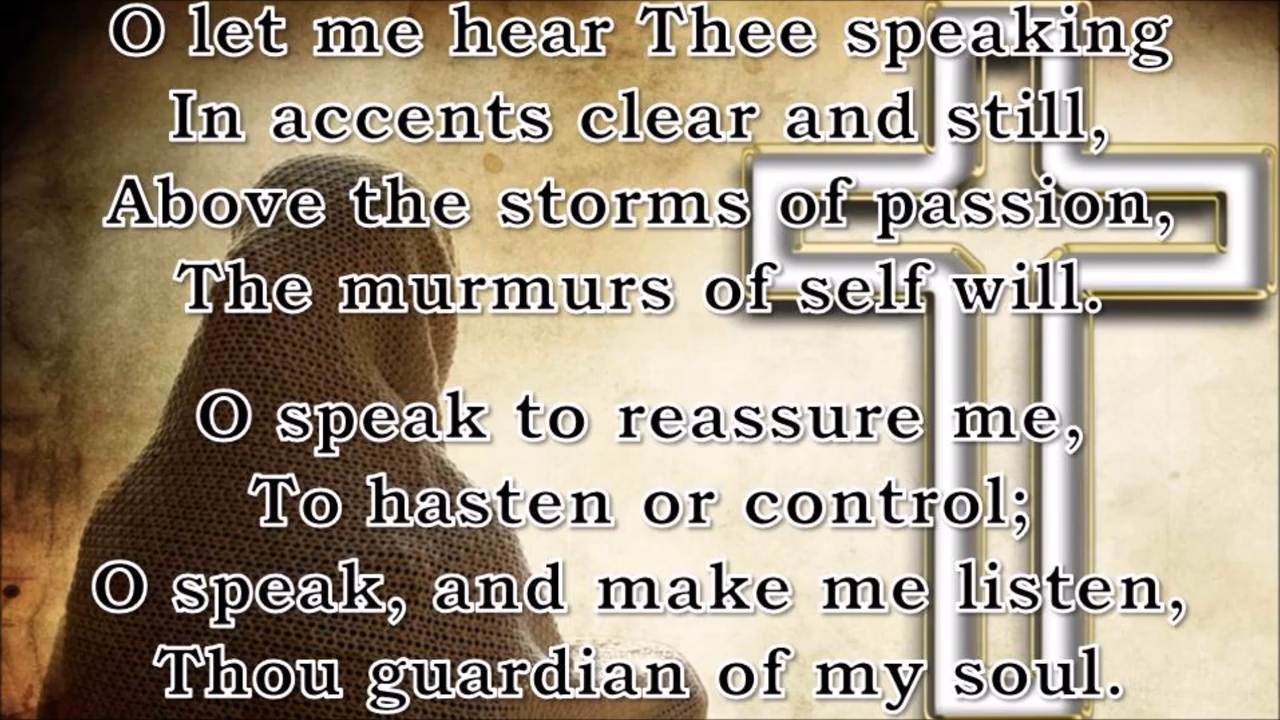 O let me hear Thee speaking
In accents clear and still,
Above the storms of passion,
The murmurs of self will.
O speak to reassure me,
To hasten or control;
O speak, and make me listen,
Thou guardian of my soul.